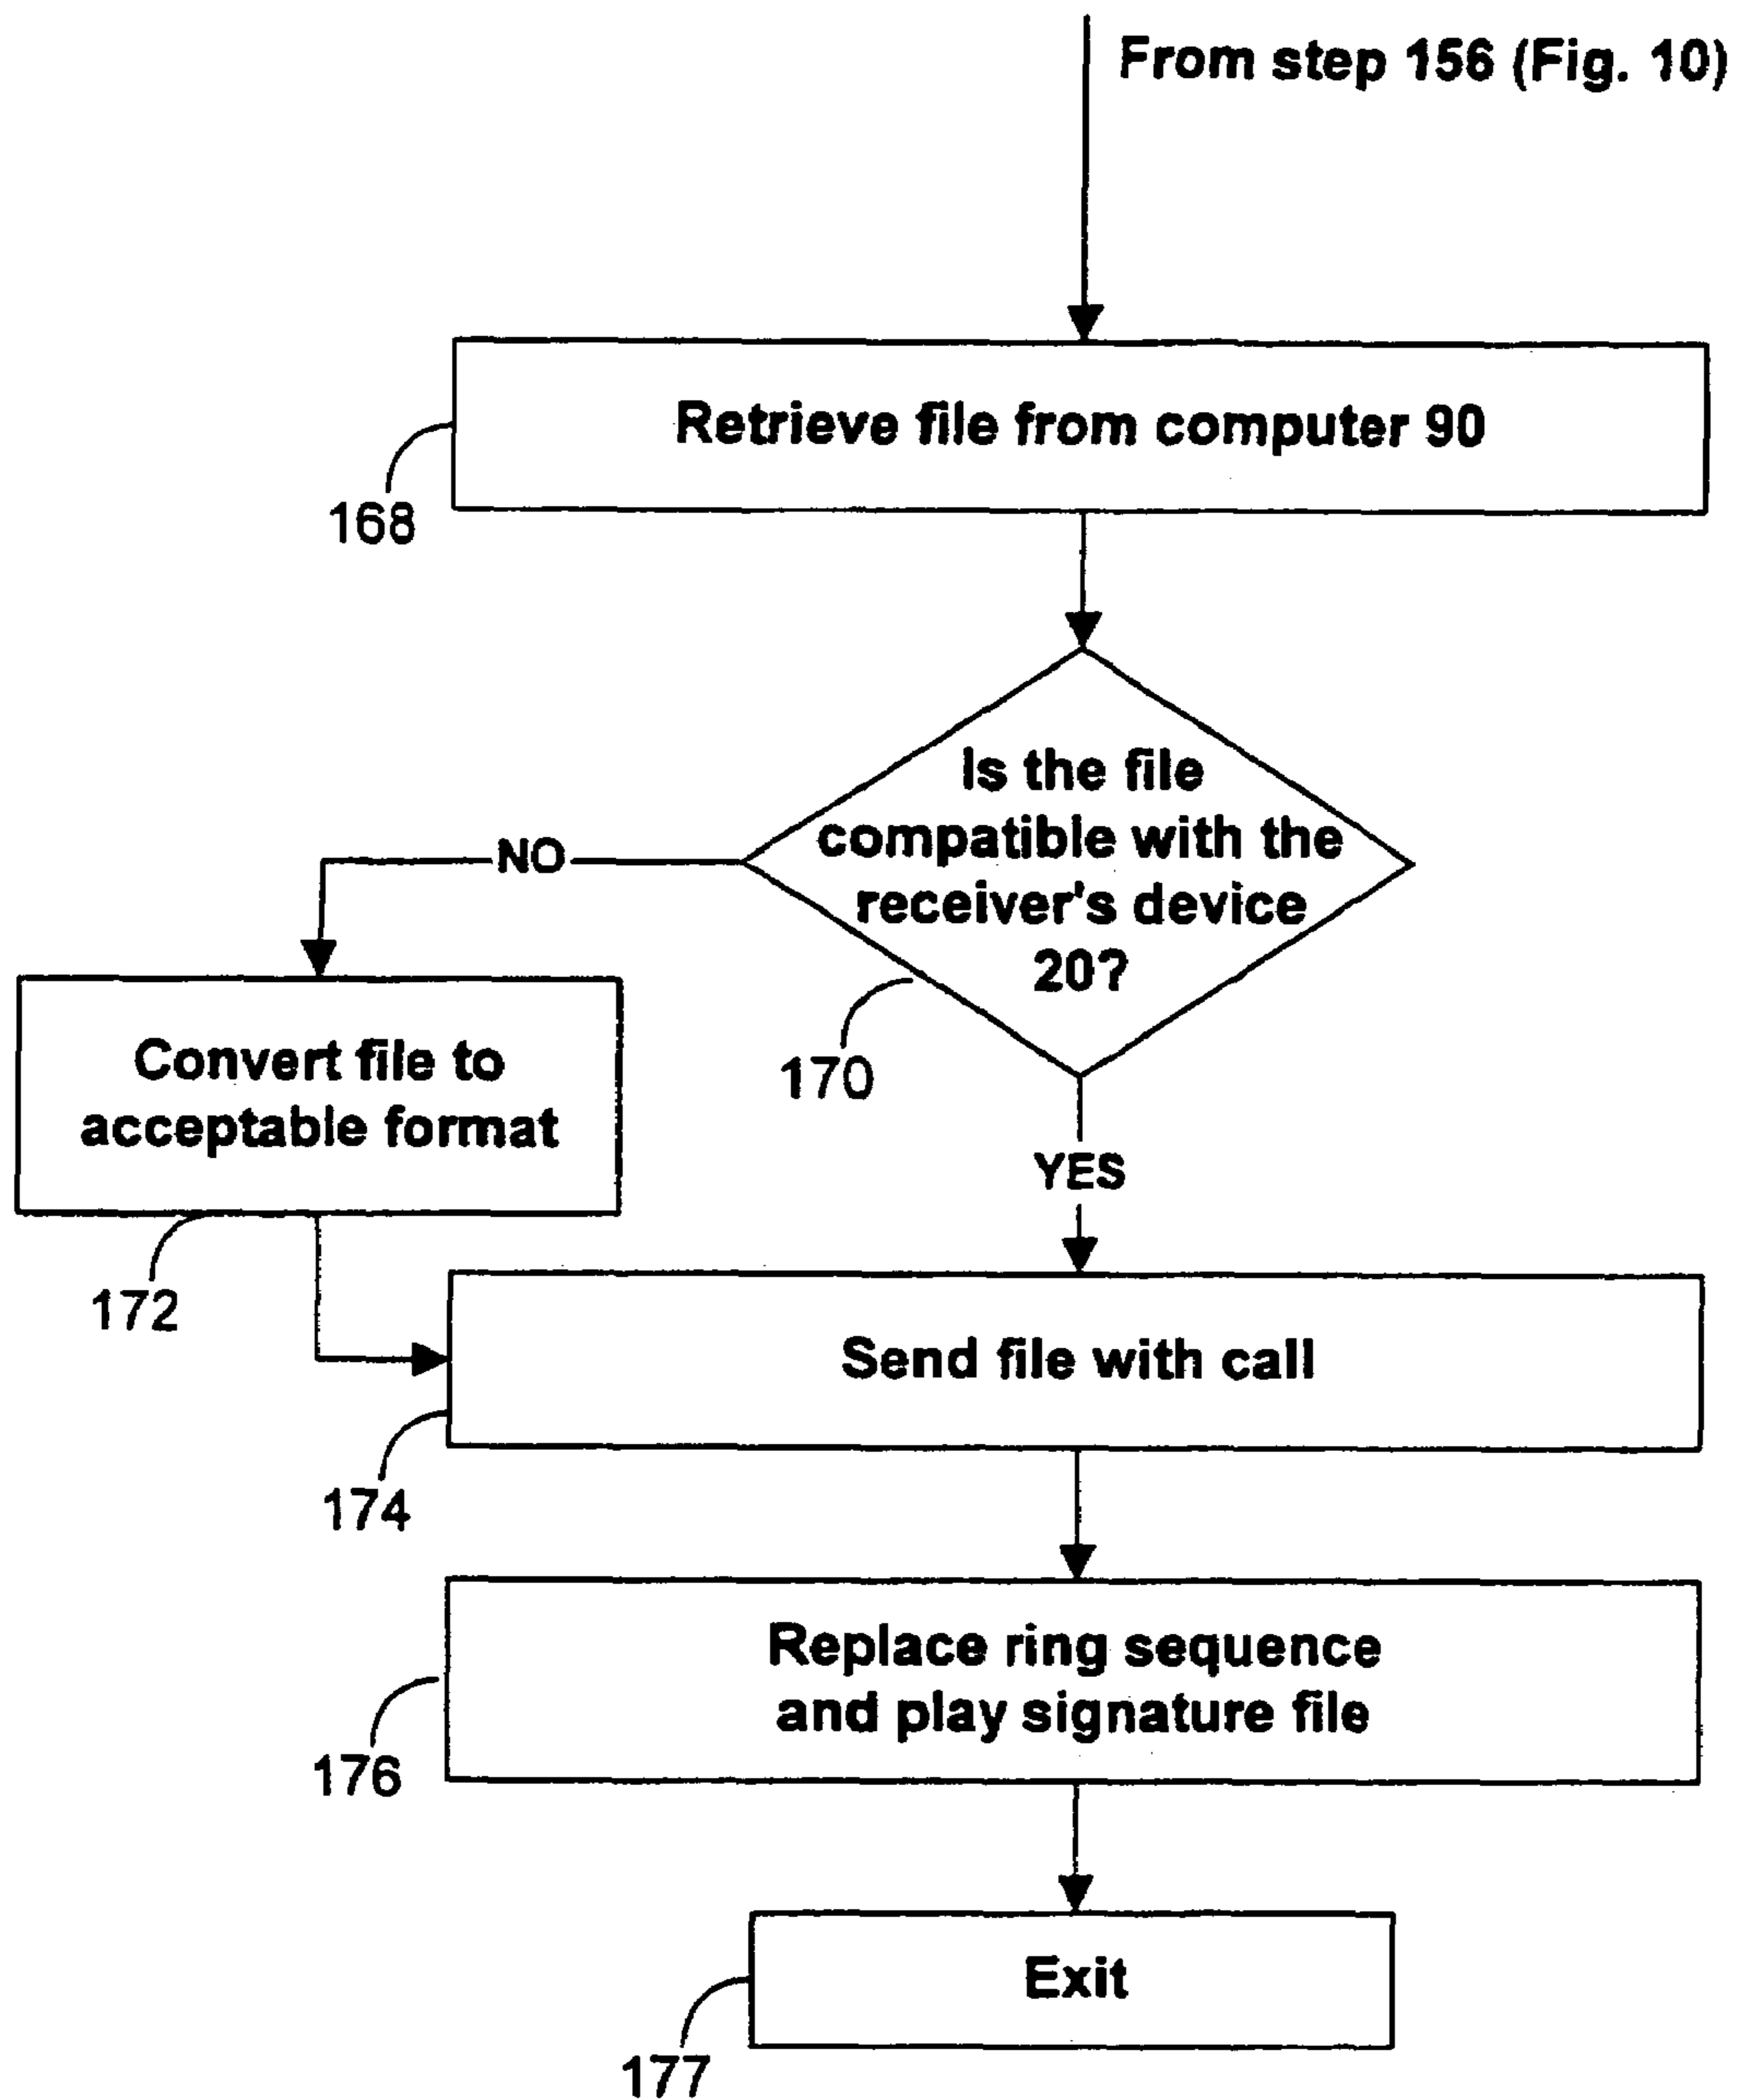 From step 156 (Fig. 10)
Retrieve file from computer 90
168
Is the file
compatible with the
receiver's device
20?
NO
170
Convert file to
acceptable format
YES
172
Send file with call
174
Replace ring sequence
and play signature file
176
Exit
177